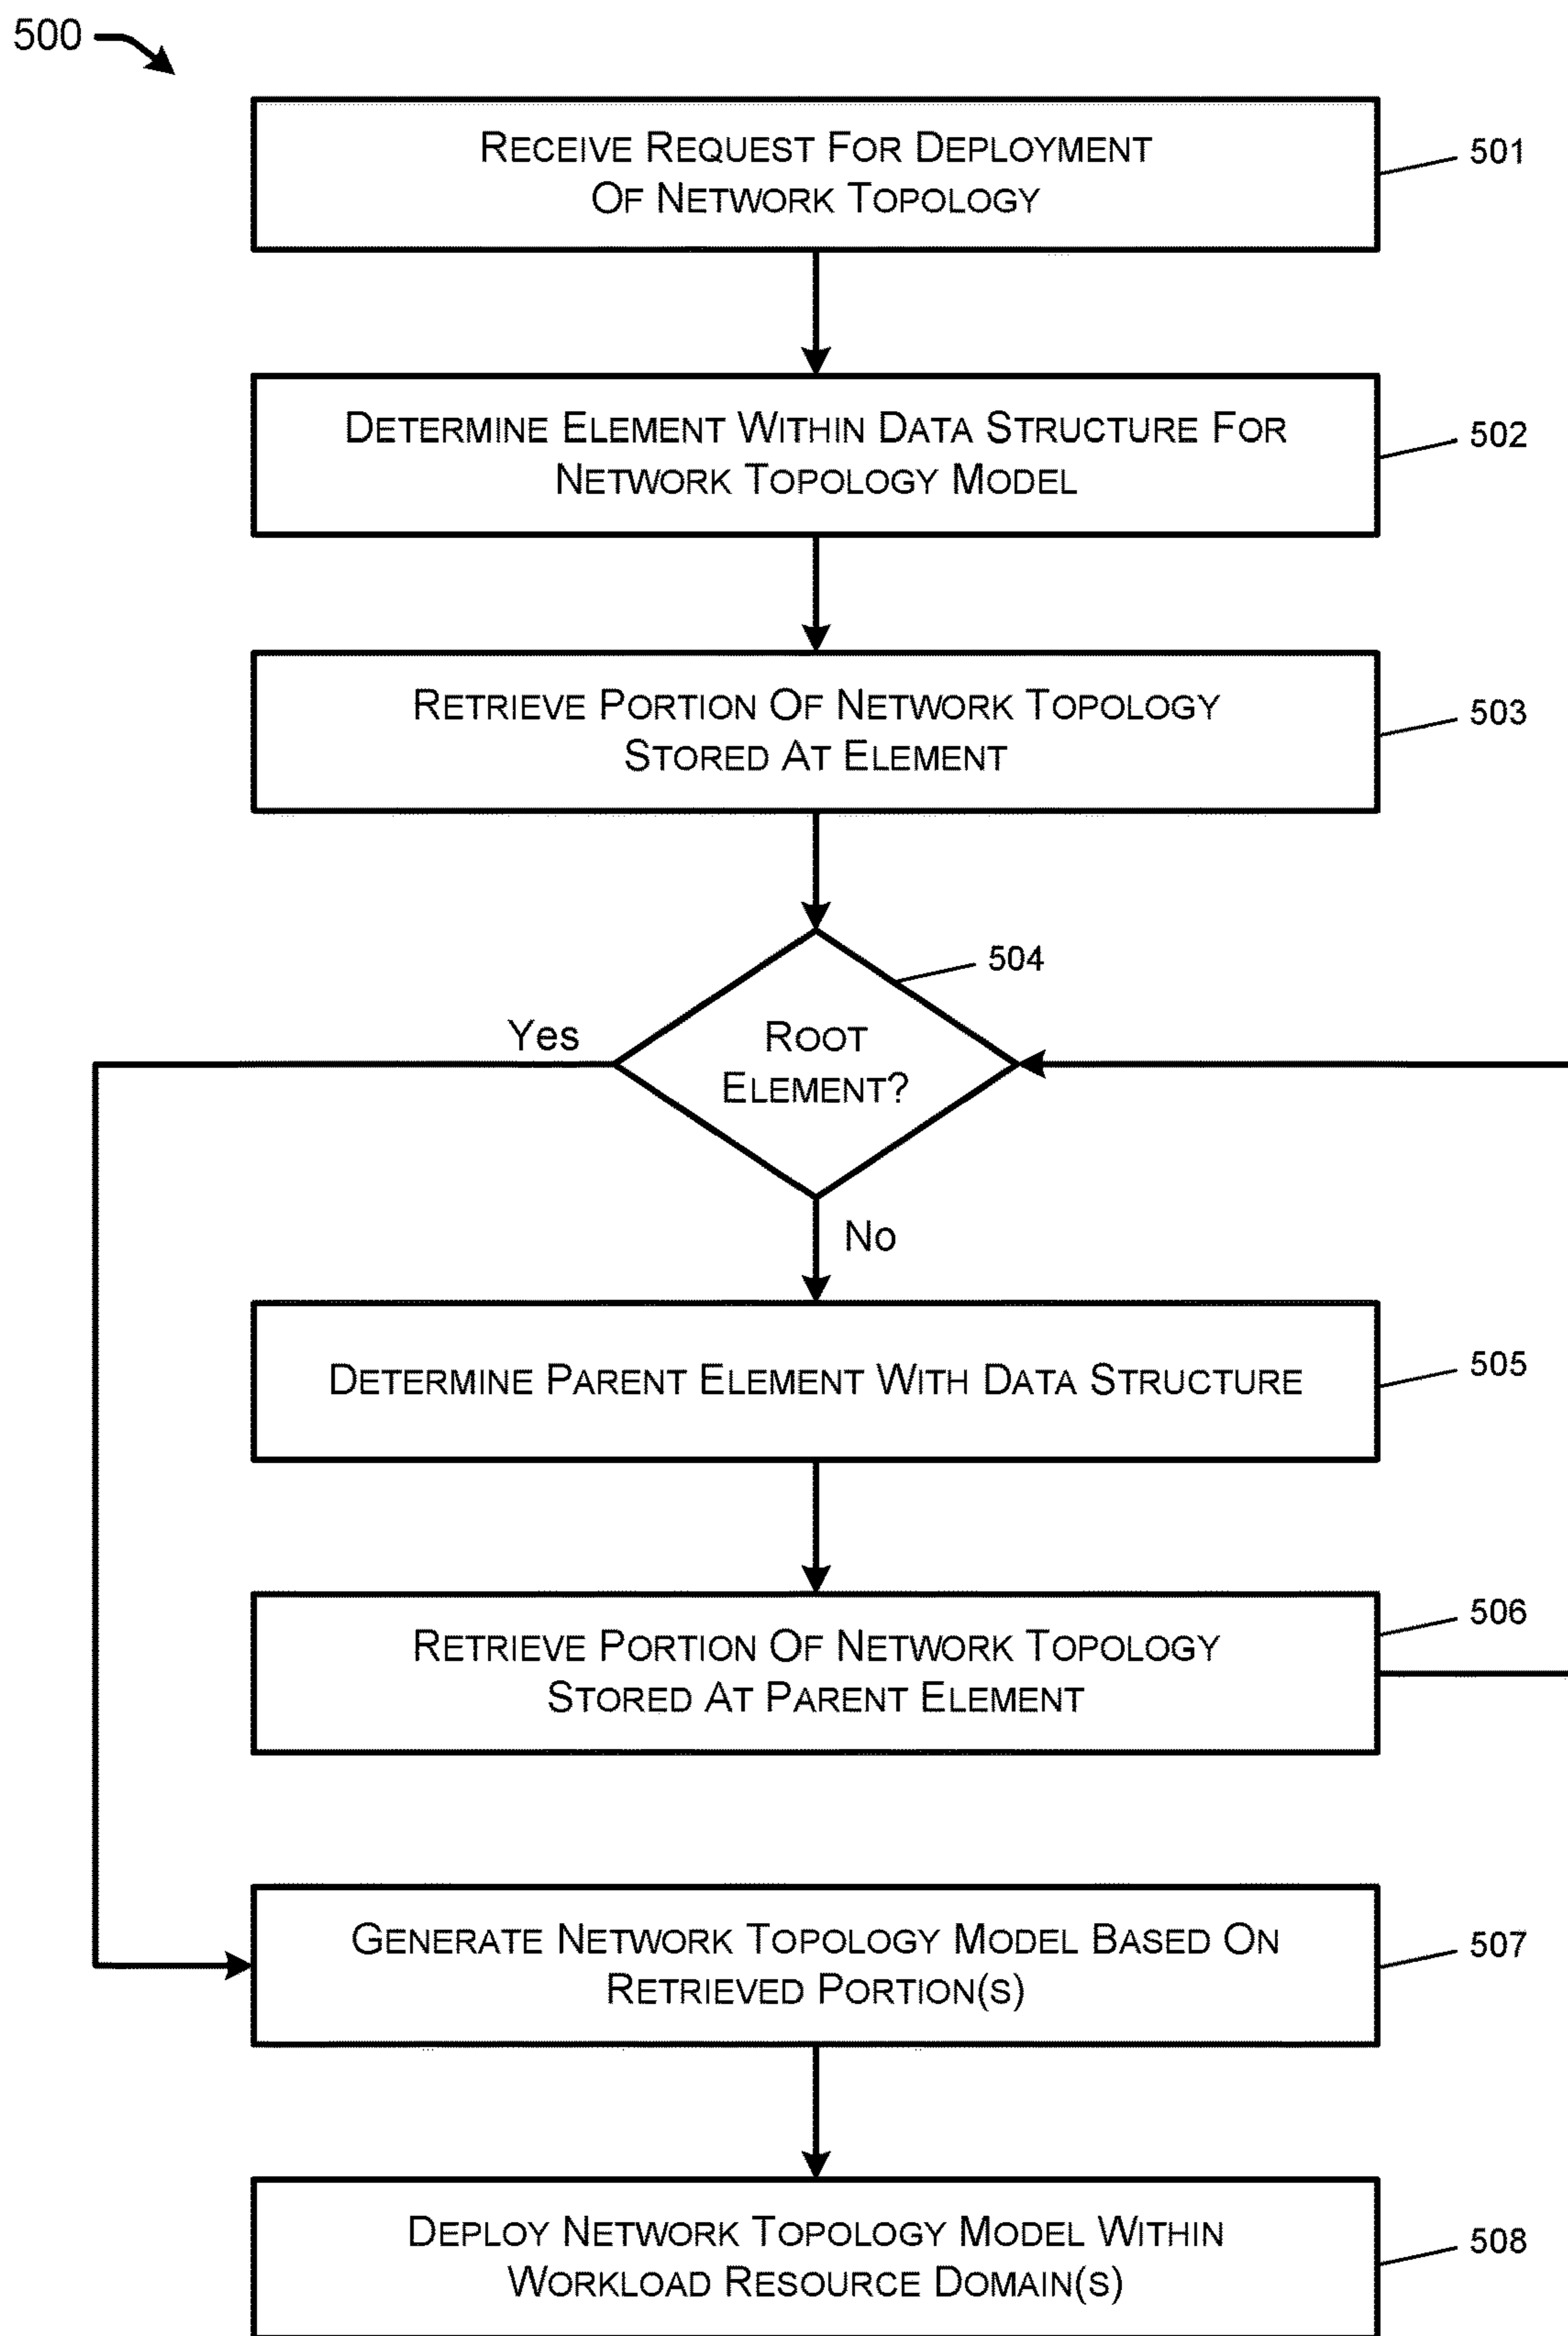 500
RECEIVE REQUEST FOR DEPLOYMENT
OF NETWORK TOPOLOGY
501
DETERMINE ELEMENT WITHIN DATA STRUCTURE FOR
NETWORK TOPOLOGY MODEL
502
RETRIEVE PORTION OF NETWORK TOPOLOGY
STORED AT ELEMENT
503
504
Yes
ROOT
ELEMENT?
No
DETERMINE PARENT ELEMENT WITH DATA STRUCTURE
505
RETRIEVE PORTION OF NETWORK TOPOLOGY
STORED AT PARENT ELEMENT
506
GENERATE NETWORK TOPOLOGY MODEL BASED ON
RETRIEVED PORTION(S)
507
DEPLOY NETWORK TOPOLOGY MODEL WITHIN
WORKLOAD RESOURCE DOMAIN(S)
508